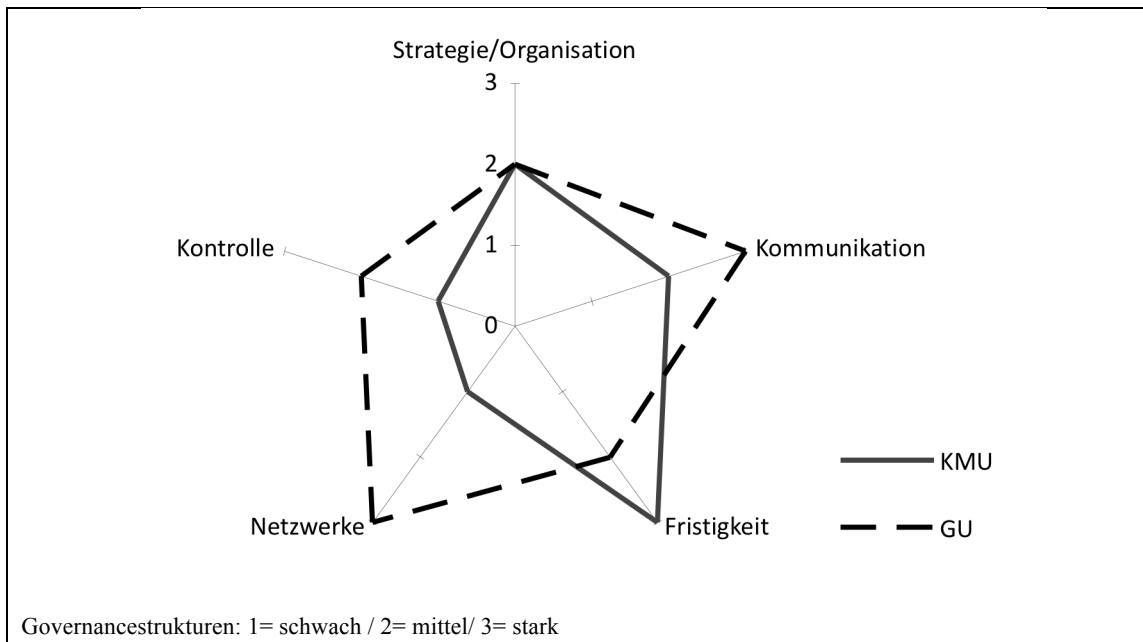 Strategie/Organisation
3
2
1
0
Kontrolle
Kommunikation
Netzwerke
Fristigkeit
KMU
GU
Governancestrukturen: 1= schwach / 2= mittel/ 3= stark